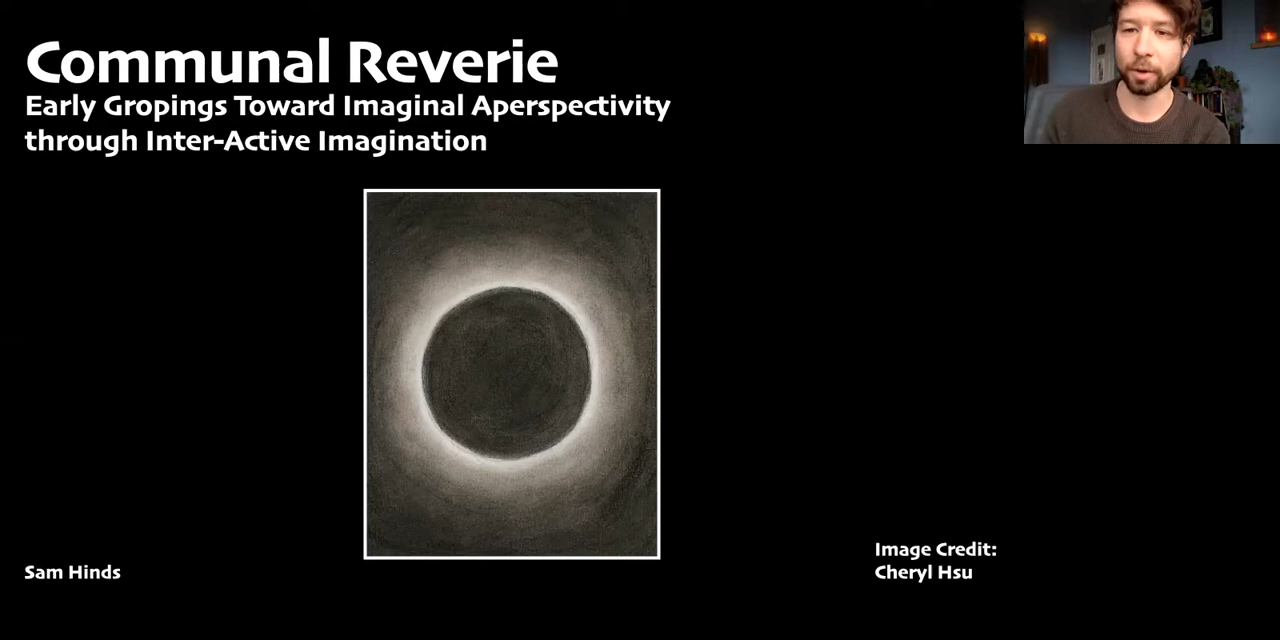 Communal Reverie
Early Gropings Toward Imaginal Aperspectivity
through Inter-Active Imagination
Sam Hinds
Image Credit:
Cheryl Hsu